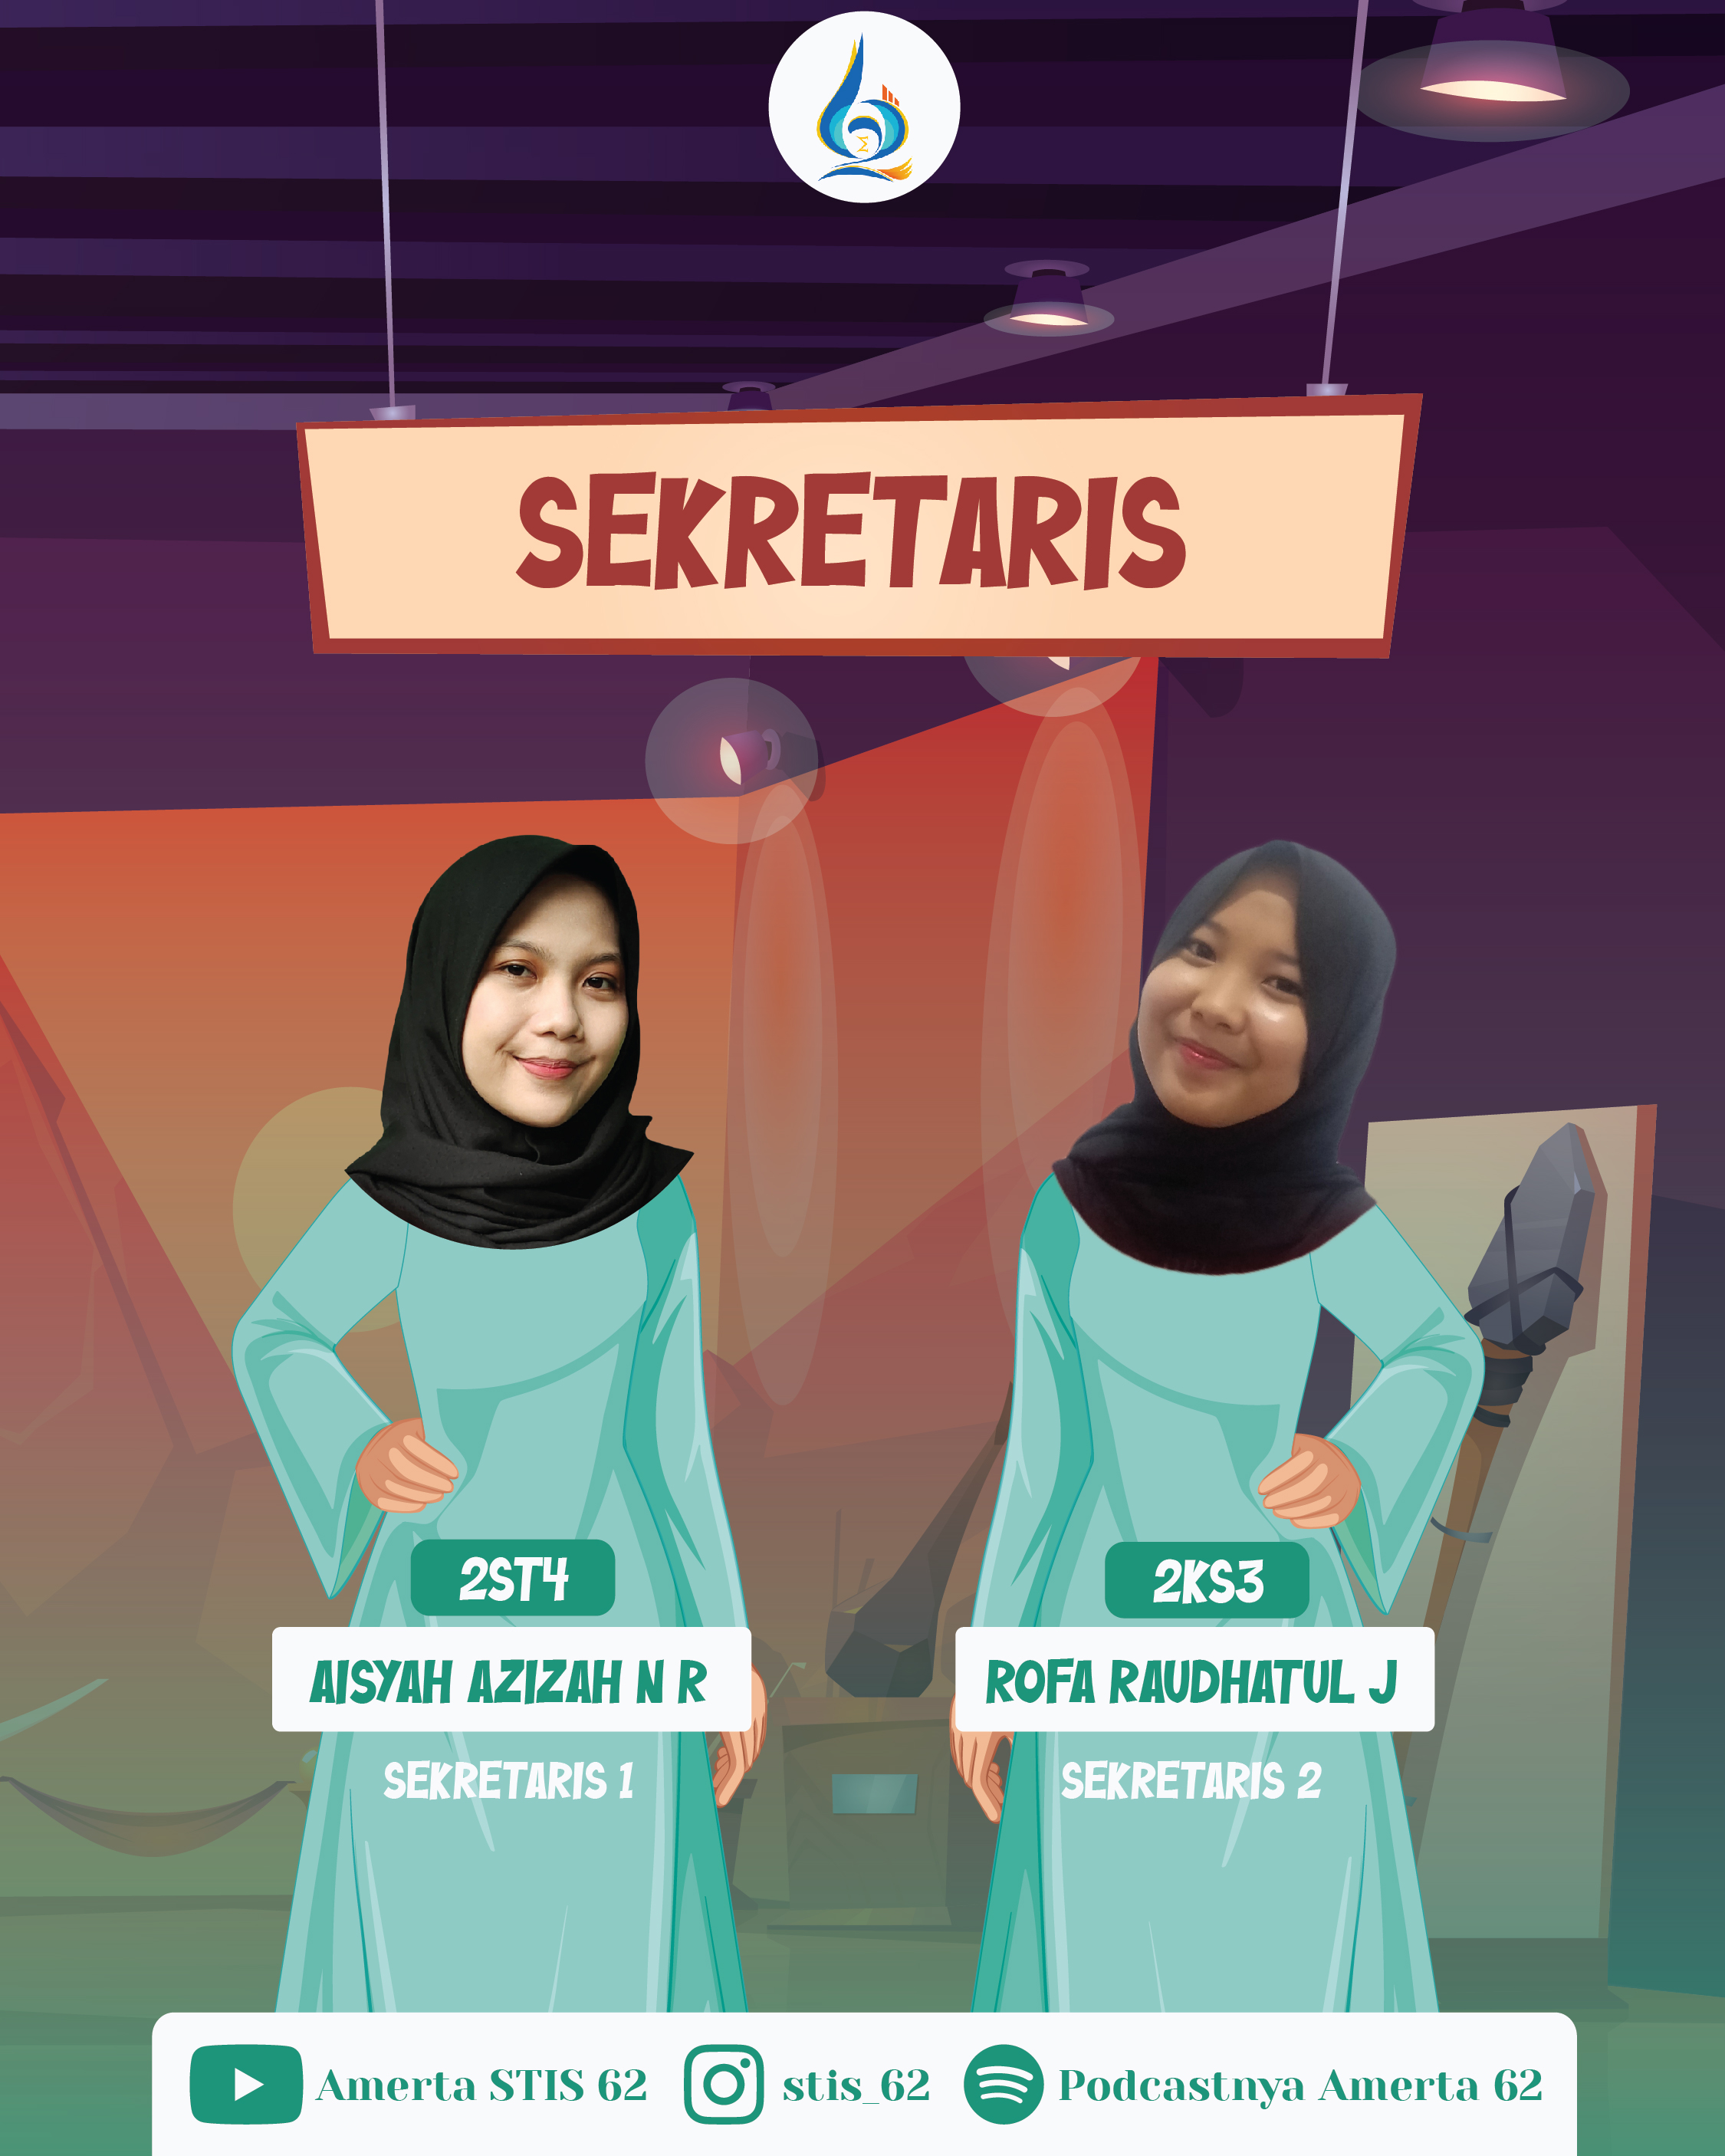 SEKRETARIS
2ST4
AISYAH AZIZAH N R
SEKRETARIS 1
2KS3
ROFA RAUDHATUL J
SEKRETARIS 2
Amerta STIS 62
stis_62
Podcastnya Amerta 62